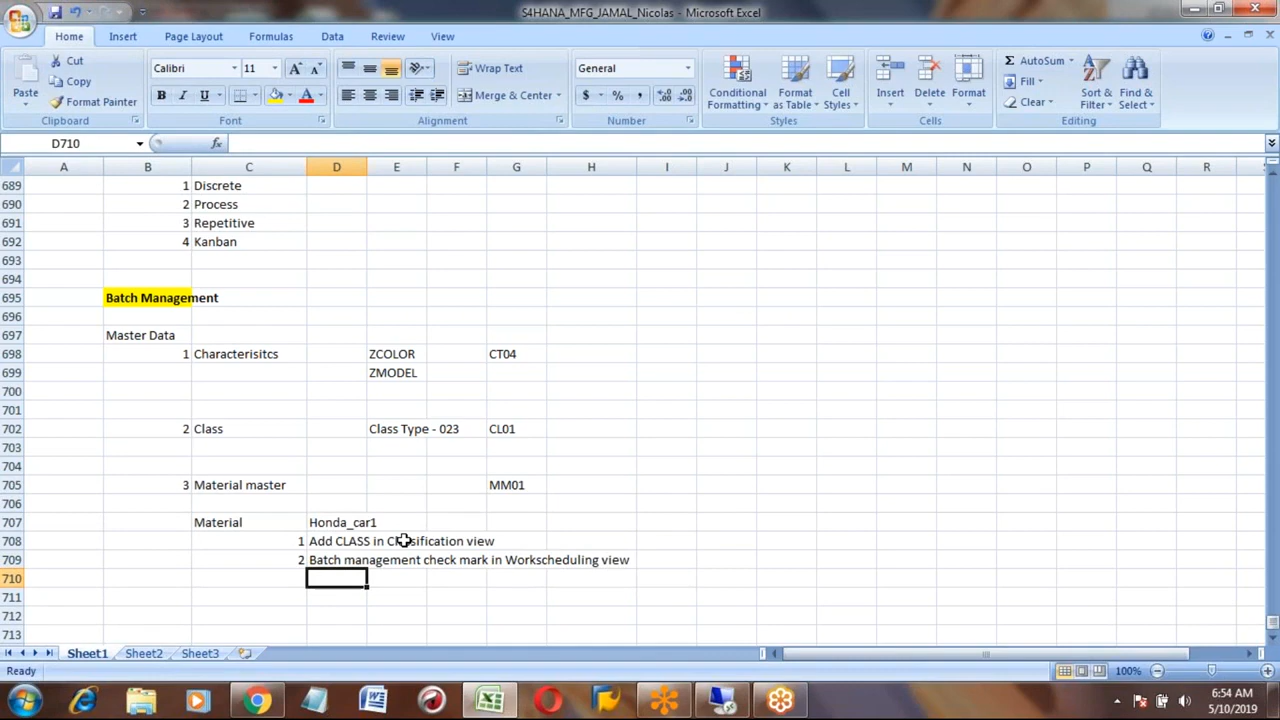 S4HANA_MFG_JAMAL_Nicolas - Microsoft Excel
Home Insert Page Layout Formulas Data Review View
Paste Cut Copy Format Painter Clipboard
Calibri 11 A A B I U A Font
Wrap Text Merge & Center Alignment
General $ % , Number
Conditional Formatting Format as Table Cell Styles Styles
Insert Delete Format Cells
Σ AutoSum Fill Clear Sort & Filter Find & Select Editing
D710 fx
A B C D E F G H I J K L M N O P Q R
689 1 Discrete
690 2 Process
691 3 Repetitive
692 4 Kanban
693
694
695 Batch Management
696
697 Master Data
698 1 Characterisitcs ZCOLOR CT04
699 ZMODEL
700
701
702 2 Class Class Type - 023 CL01
703
704
705 3 Material master MM01
706
707 Material Honda_car1
708 1 Add CLASS in Classification view
709 2 Batch management check mark in Workscheduling view
710
711
712
713
Sheet1 Sheet2 Sheet3
Ready 100%
6:54 AM
5/10/2019